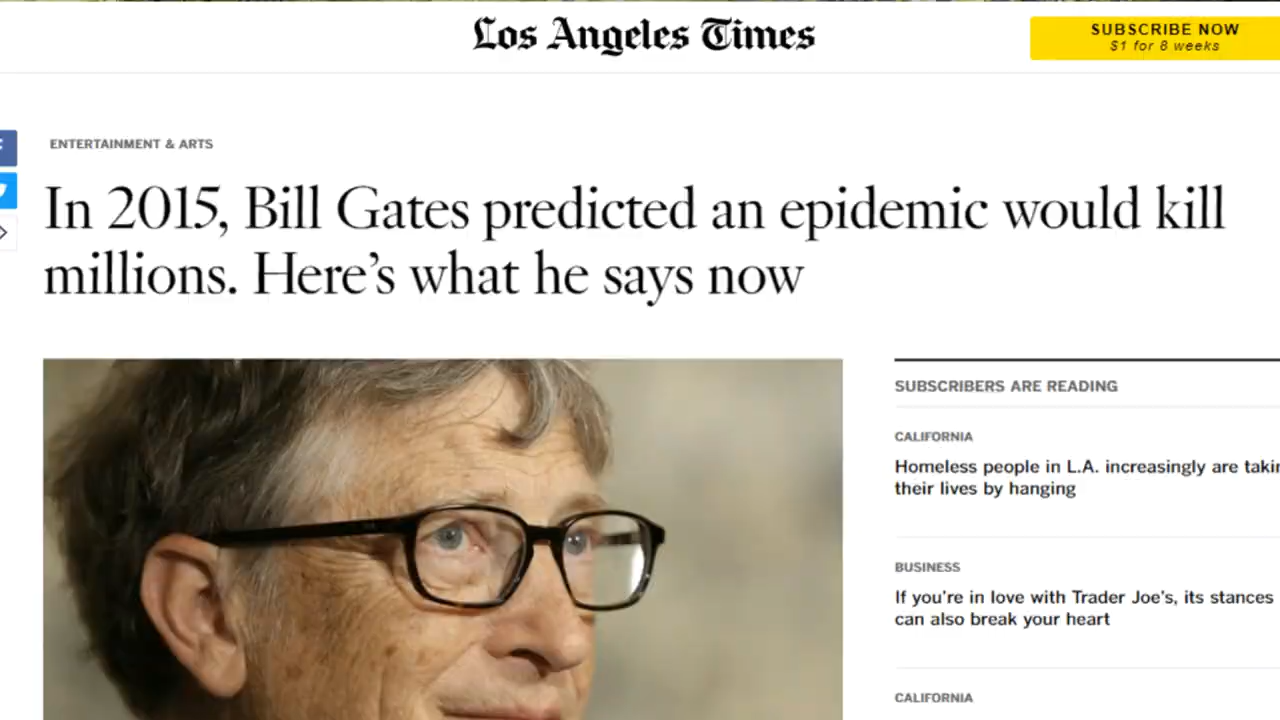 Los Angeles Times
SUBSCRIBE NOW
$1 for 8 weeks
ENTERTAINMENT & ARTS
In 2015, Bill Gates predicted an epidemic would kill
millions. Here's what he says now
SUBSCRIBERS ARE READING
CALIFORNIA
Homeless people in L.A. increasingly are
their lives by hanging
BUSINESS
If you're in love with Trader Joe's, its stances
can also break your heart
CALIFORNIA